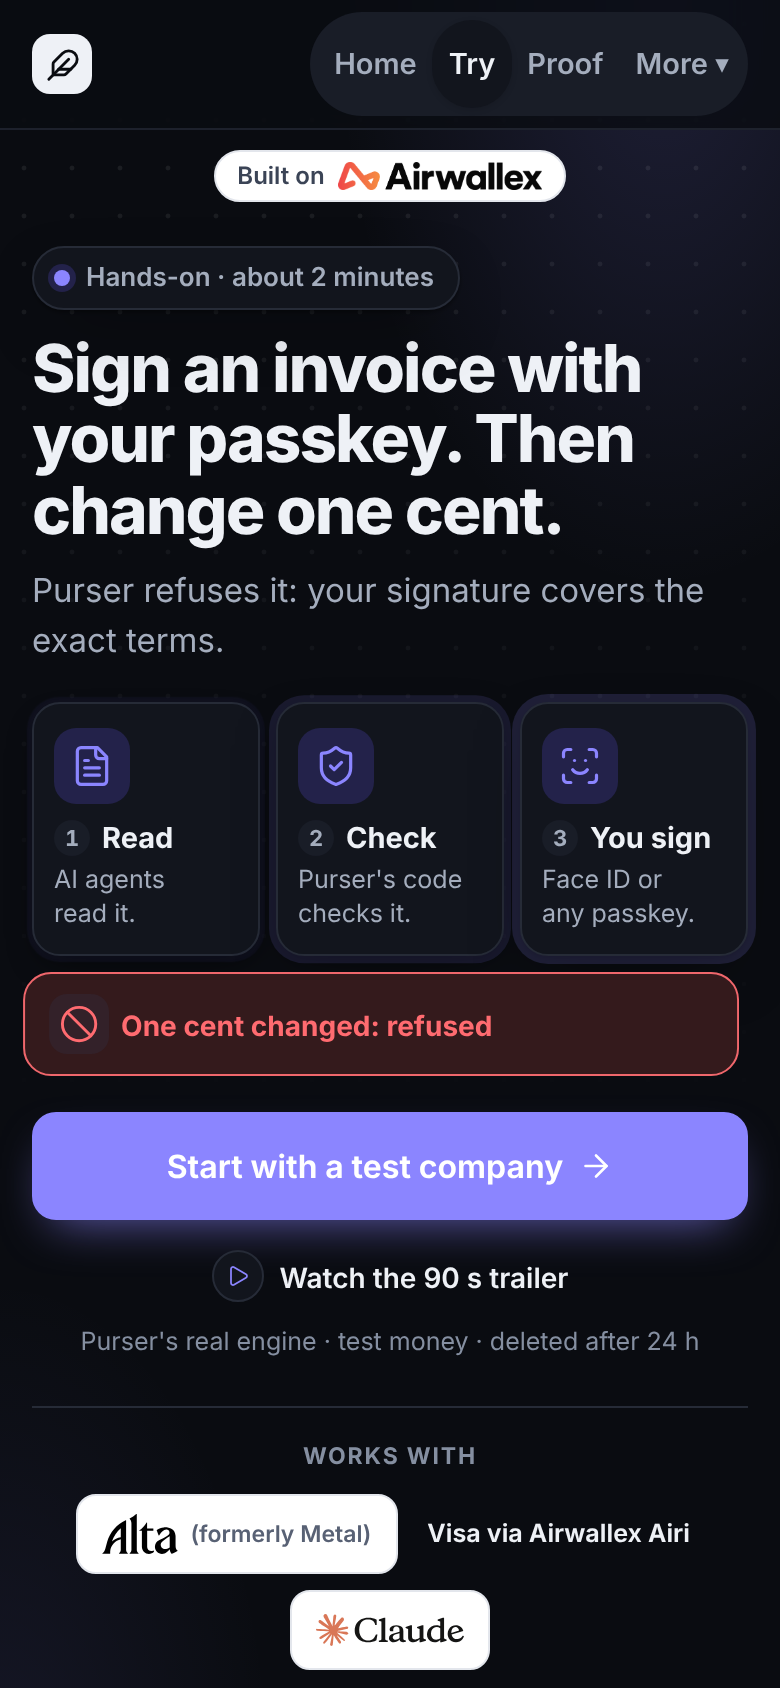 Home Try Proof More ▾
Built on Airwallex
Hands-on · about 2 minutes
Sign an invoice with
your passkey. Then
change one cent.
Purser refuses it: your signature covers the
exact terms.
1 Read
AI agents
read it.
2 Check
Purser's code
checks it.
3 You sign
Face ID or
any passkey.
One cent changed: refused
Start with a test company →
Watch the 90 s trailer
Purser's real engine · test money · deleted after 24 h
WORKS WITH
Alta (formerly Metal)
Visa via Airwallex Airi
Claude